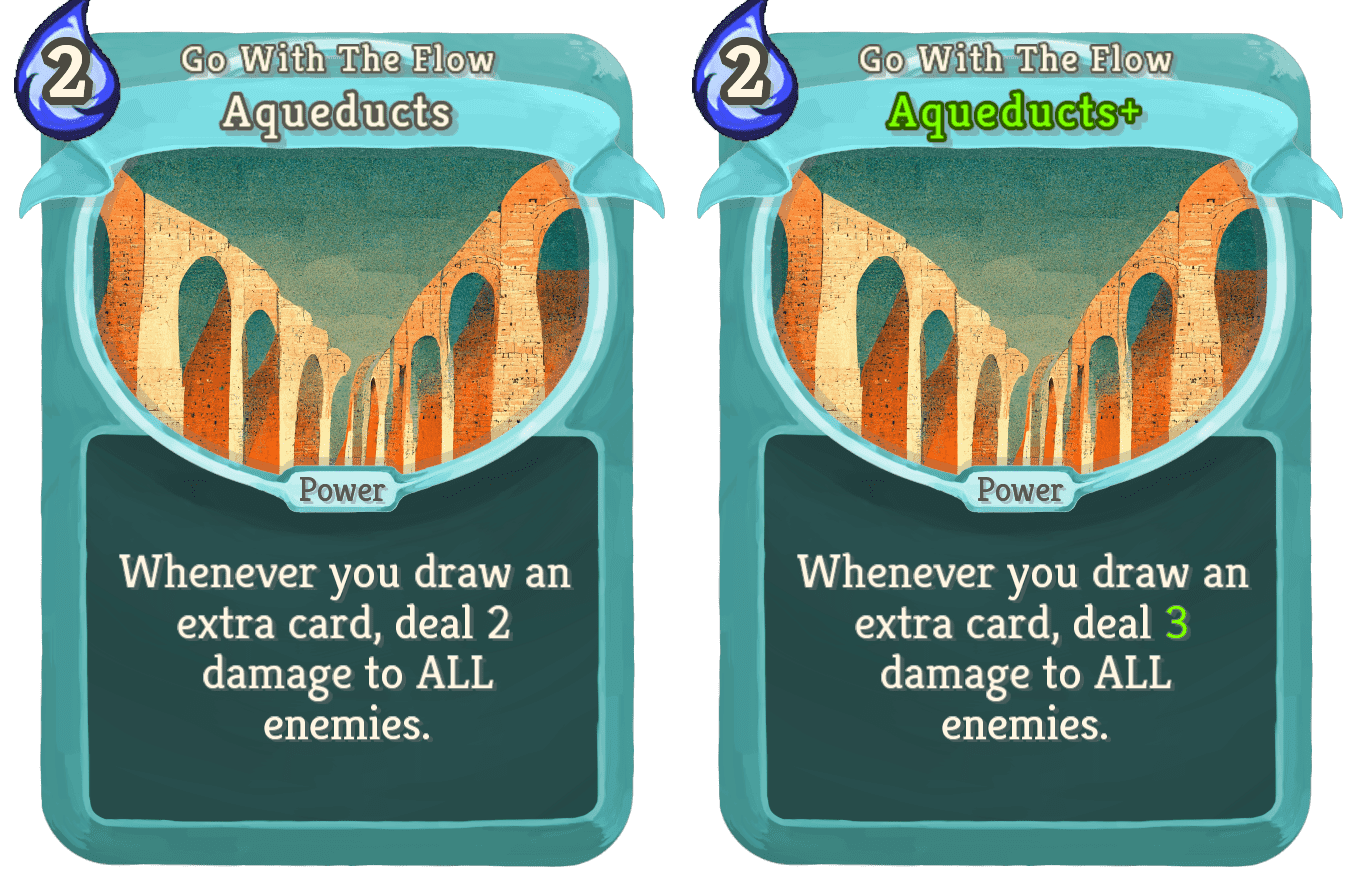 2
Go With The Flow
Aqueducts
Power
Whenever you draw an
extra card, deal 2
damage to ALL
enemies.
2
Go With The Flow
Aqueducts+
Power
Whenever you draw an
extra card, deal 3
damage to ALL
enemies.